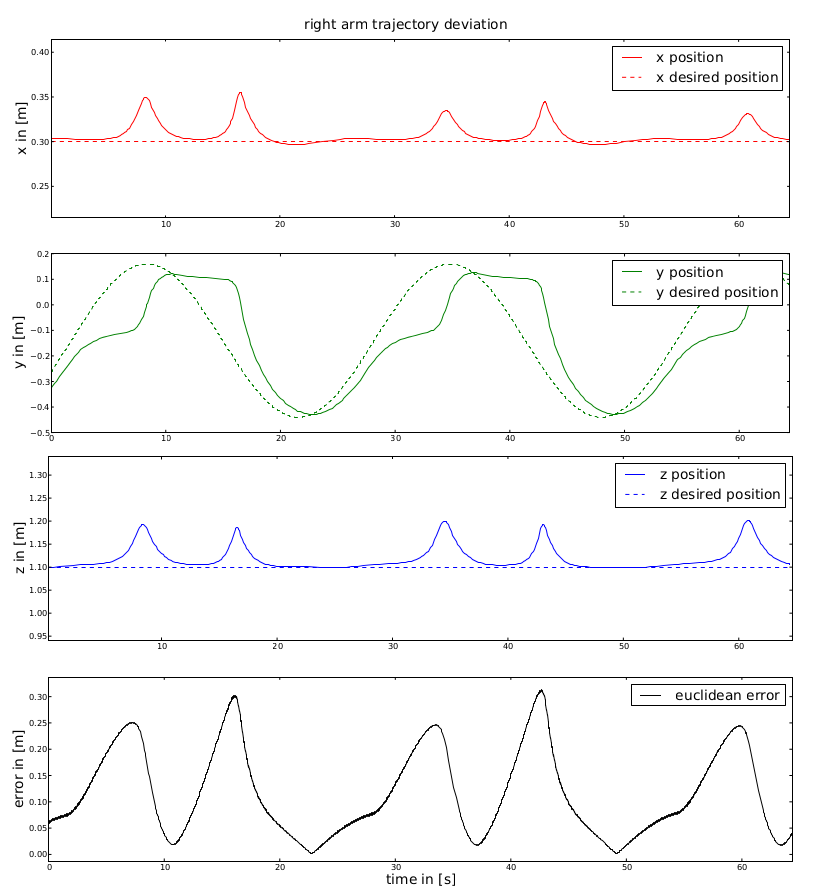 right arm trajectory deviation
x in [m]
0.40
0.35
0.30
0.25
x position
x desired position
10 20 30 40 50 60
y in [m]
0.2
0.1
0.0
−0.1
−0.2
−0.3
−0.4
−0.5
y position
y desired position
0 10 20 30 40 50 60
z in [m]
1.30
1.25
1.20
1.15
1.10
1.05
1.00
0.95
z position
z desired position
10 20 30 40 50 60
error in [m]
0.30
0.25
0.20
0.15
0.10
0.05
0.00
euclidean error
0 10 20 30 40 50 60
time in [s]